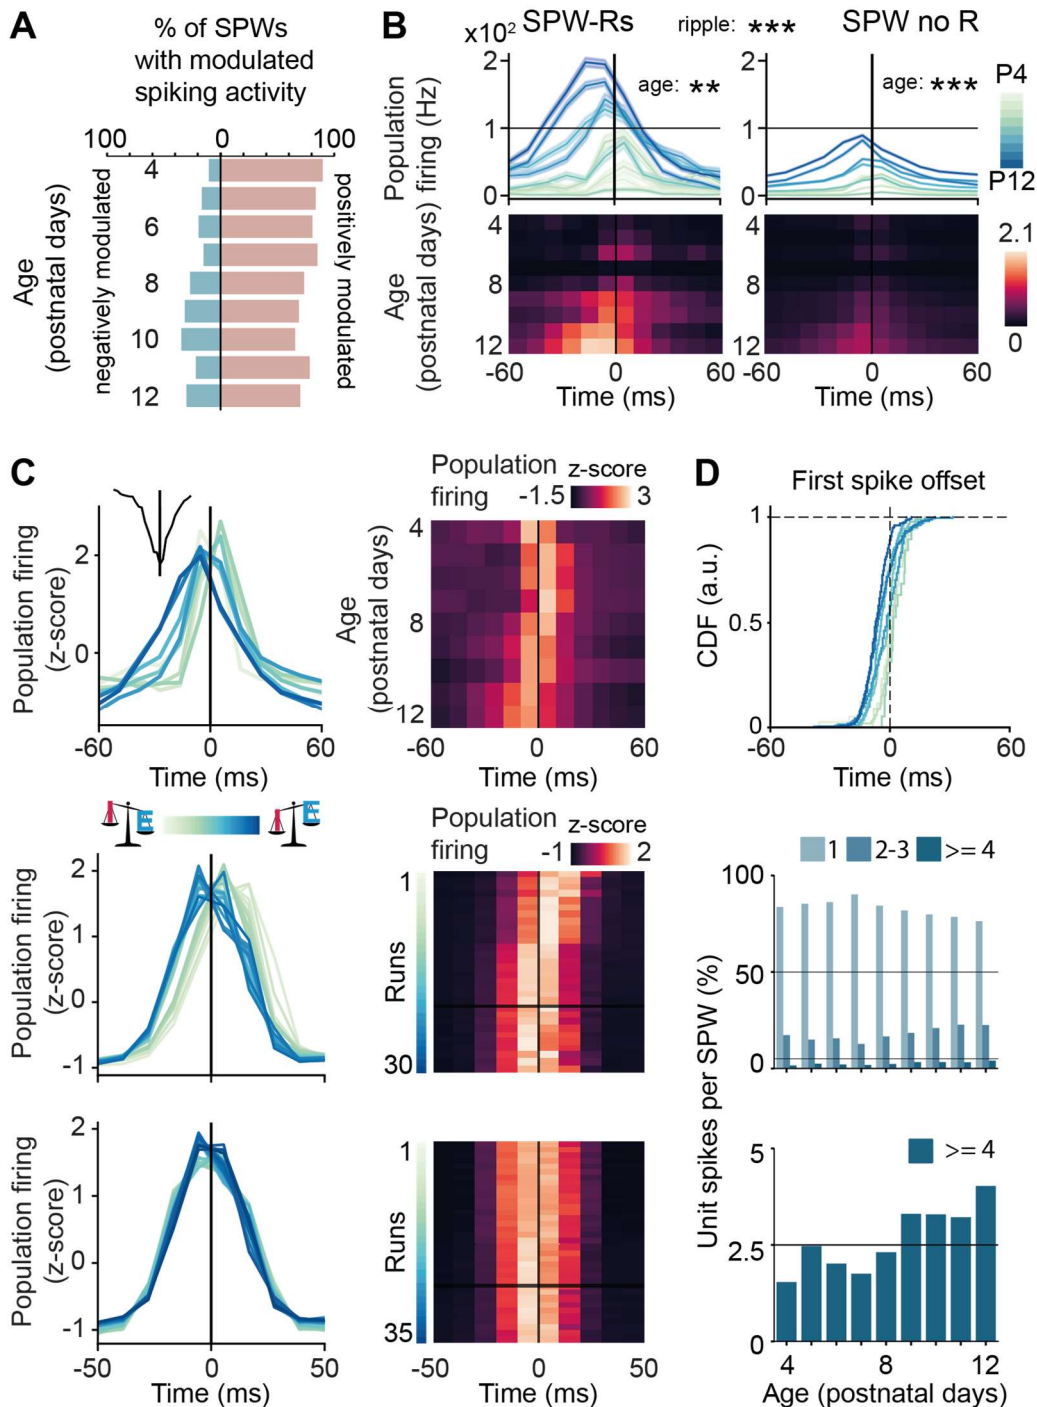 A
% of SPWs
with modulated
spiking activity
100 0 100
4
6
8
10
12
Age
(postnatal days)
negatively modulated
positively modulated
B
x10²
SPW-Rs
ripple: ***
SPW no R
Population
firing (Hz)
2
1
0
age: **
2
1
0
age: ***
P4
P12
Age
(postnatal days)
4
8
12
-60 0 60
Time (ms)
4
8
12
-60 0 60
Time (ms)
2.1
0
C
Population firing
(z-score)
2
0
-60 0 60
Time (ms)
Population
firing
z-score
-1.5 3
Age
(postnatal days)
4
8
12
-60 0 60
Time (ms)
D
First spike offset
CDF (a.u.)
1
0.5
0
-60 0 60
Time (ms)
I E I E
Population firing
(z-score)
2
1
0
-1
Population
firing
z-score
-1 2
Runs
1
30
Population firing
(z-score)
2
1
0
-1
-50 0 50
Time (ms)
Runs
1
35
-50 0 50
Time (ms)
1 2-3 >= 4
Unit spikes per SPW (%)
100
50
5
0
>= 4
5
2.5
0
4 8 12
Age (postnatal days)